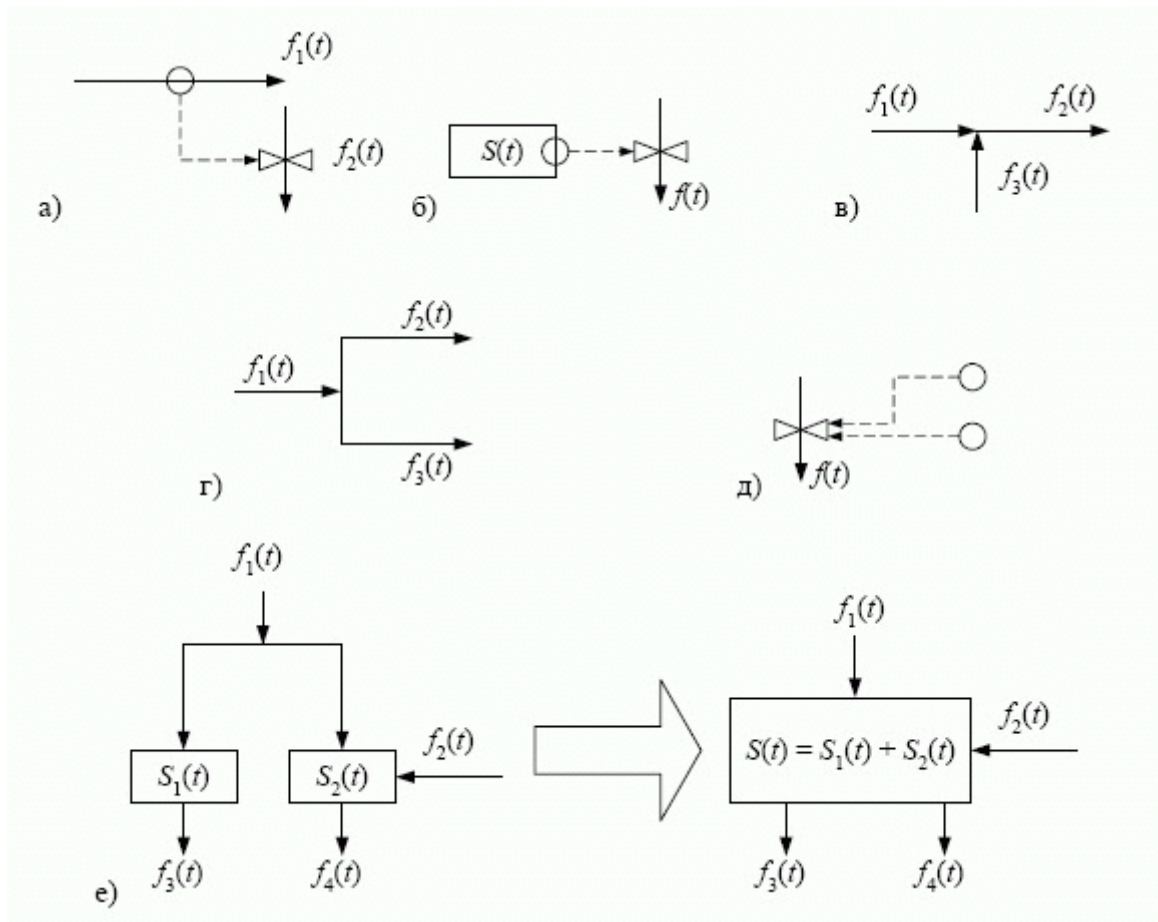 f₁(t)
f₂(t)
а)
S(t)
f(t)
б)
f₁(t)
f₂(t)
f₃(t)
в)
f₂(t)
f₁(t)
f₃(t)
г)
f(t)
д)
f₁(t)
S₁(t)
S₂(t)
f₂(t)
f₃(t)
f₄(t)
f₁(t)
S(t) = S₁(t) + S₂(t)
f₂(t)
f₃(t)
f₄(t)
е)